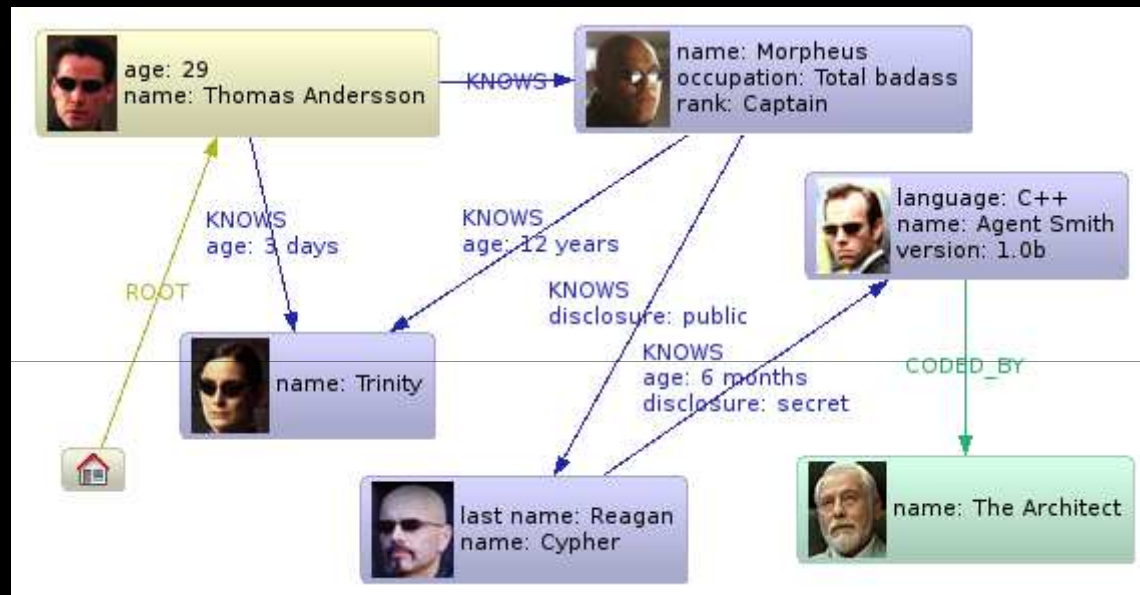 age: 29
name: Thomas Andersson
KNOWS
name: Morpheus
occupation: Total badass
rank: Captain
language: C++
name: Agent Smith
version: 1.0b
KNOWS
age: 3 days
KNOWS
age: 12 years
ROOT
KNOWS
disclosure: public
KNOWS
age: 6 months
disclosure: secret
CODED_BY
name: Trinity
last name: Reagan
name: Cypher
name: The Architect